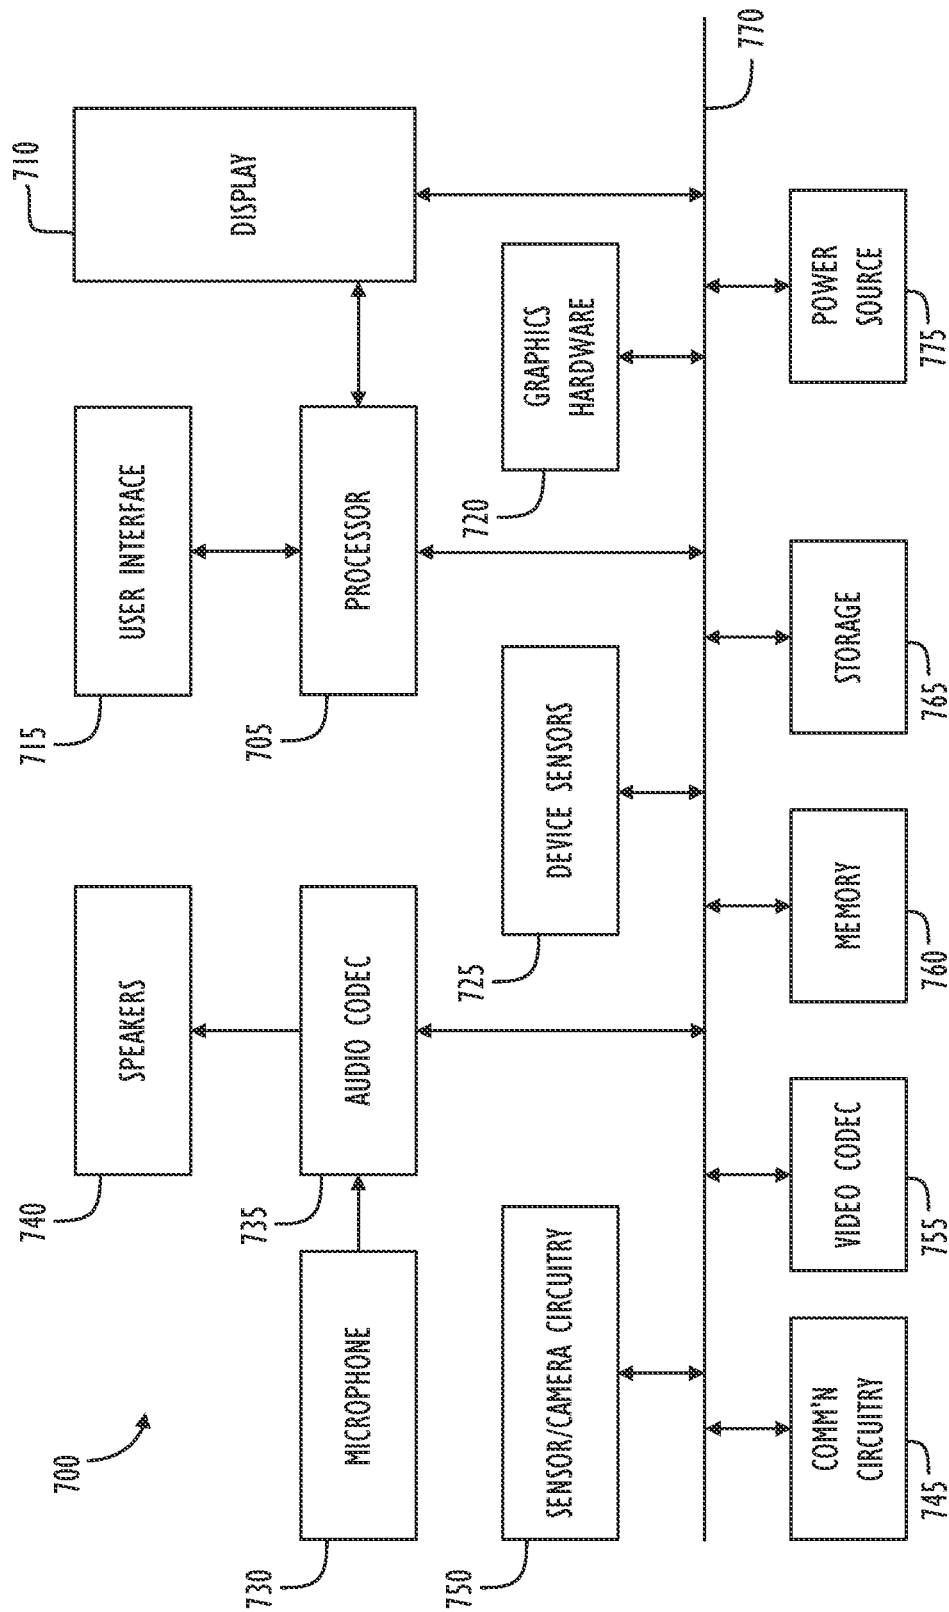 700
740
SPEAKERS
715
USER INTERFACE
710
DISPLAY
730
MICROPHONE
735
AUDIO CODEC
705
PROCESSOR
750
SENSOR/CAMERA CIRCUITRY
725
DEVICE SENSORS
720
GRAPHICS
HARDWARE
770
COMM'N
CIRCUITRY
745
VIDEO CODEC
755
MEMORY
760
STORAGE
765
POWER
SOURCE
775